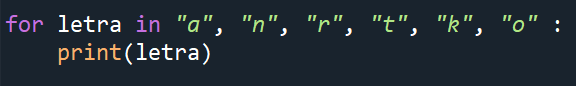 for letra in "a", "n", "r", "t", "k", "o" :
    print(letra)